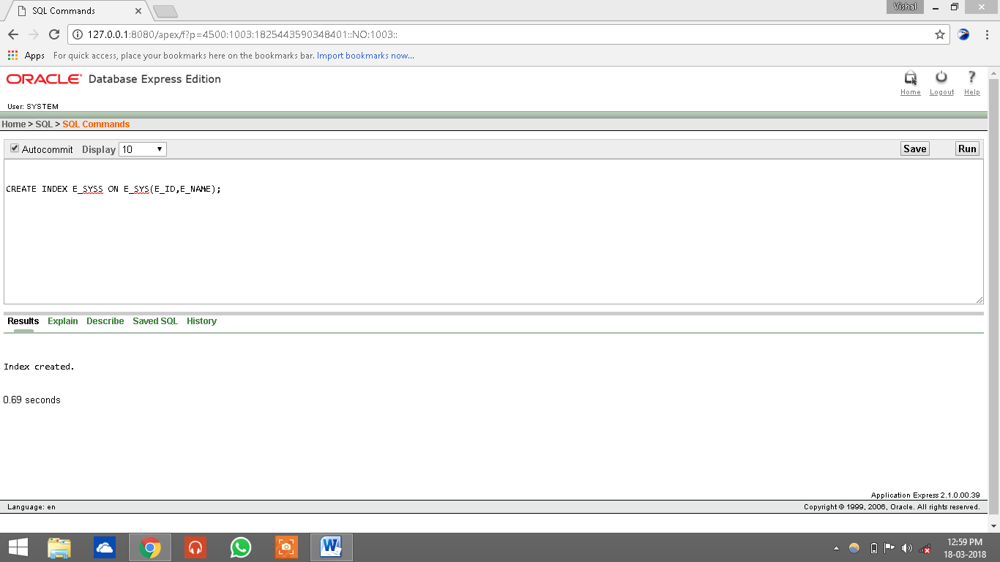 SQL Commands
Vishal
127.0.0.1:8080/apex/f?p=4500:1003:1825443590348401::NO:1003::
Apps For quick access, place your bookmarks here on the bookmarks bar. Import bookmarks now...
ORACLE Database Express Edition
Home Logout Help
User: SYSTEM
Home > SQL > SQL Commands
Autocommit Display 10 Save Run
CREATE INDEX E_SYSS ON E_SYS(E_ID,E_NAME);
Results Explain Describe Saved SQL History
Index created.
0.69 seconds
Application Express 2.1.0.00.39
Language: en Copyright © 1999, 2006, Oracle. All rights reserved.
12:59 PM
18-03-2018